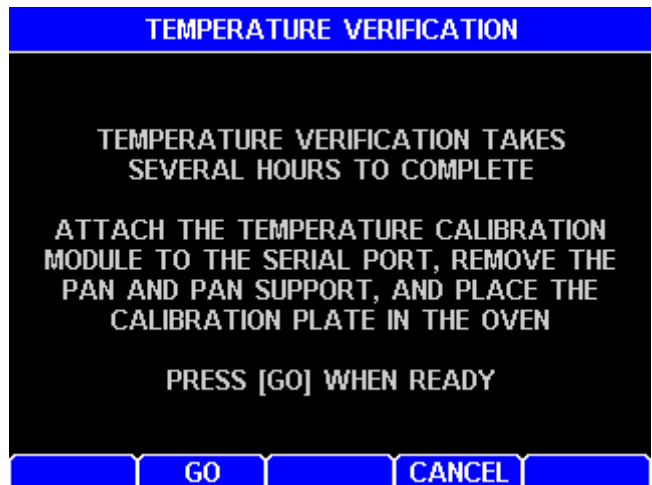 TEMPERATURE VERIFICATION
TEMPERATURE VERIFICATION TAKES
SEVERAL HOURS TO COMPLETE
ATTACH THE TEMPERATURE CALIBRATION
MODULE TO THE SERIAL PORT, REMOVE THE
PAN AND PAN SUPPORT, AND PLACE THE
CALIBRATION PLATE IN THE OVEN
PRESS [GO] WHEN READY
GO CANCEL